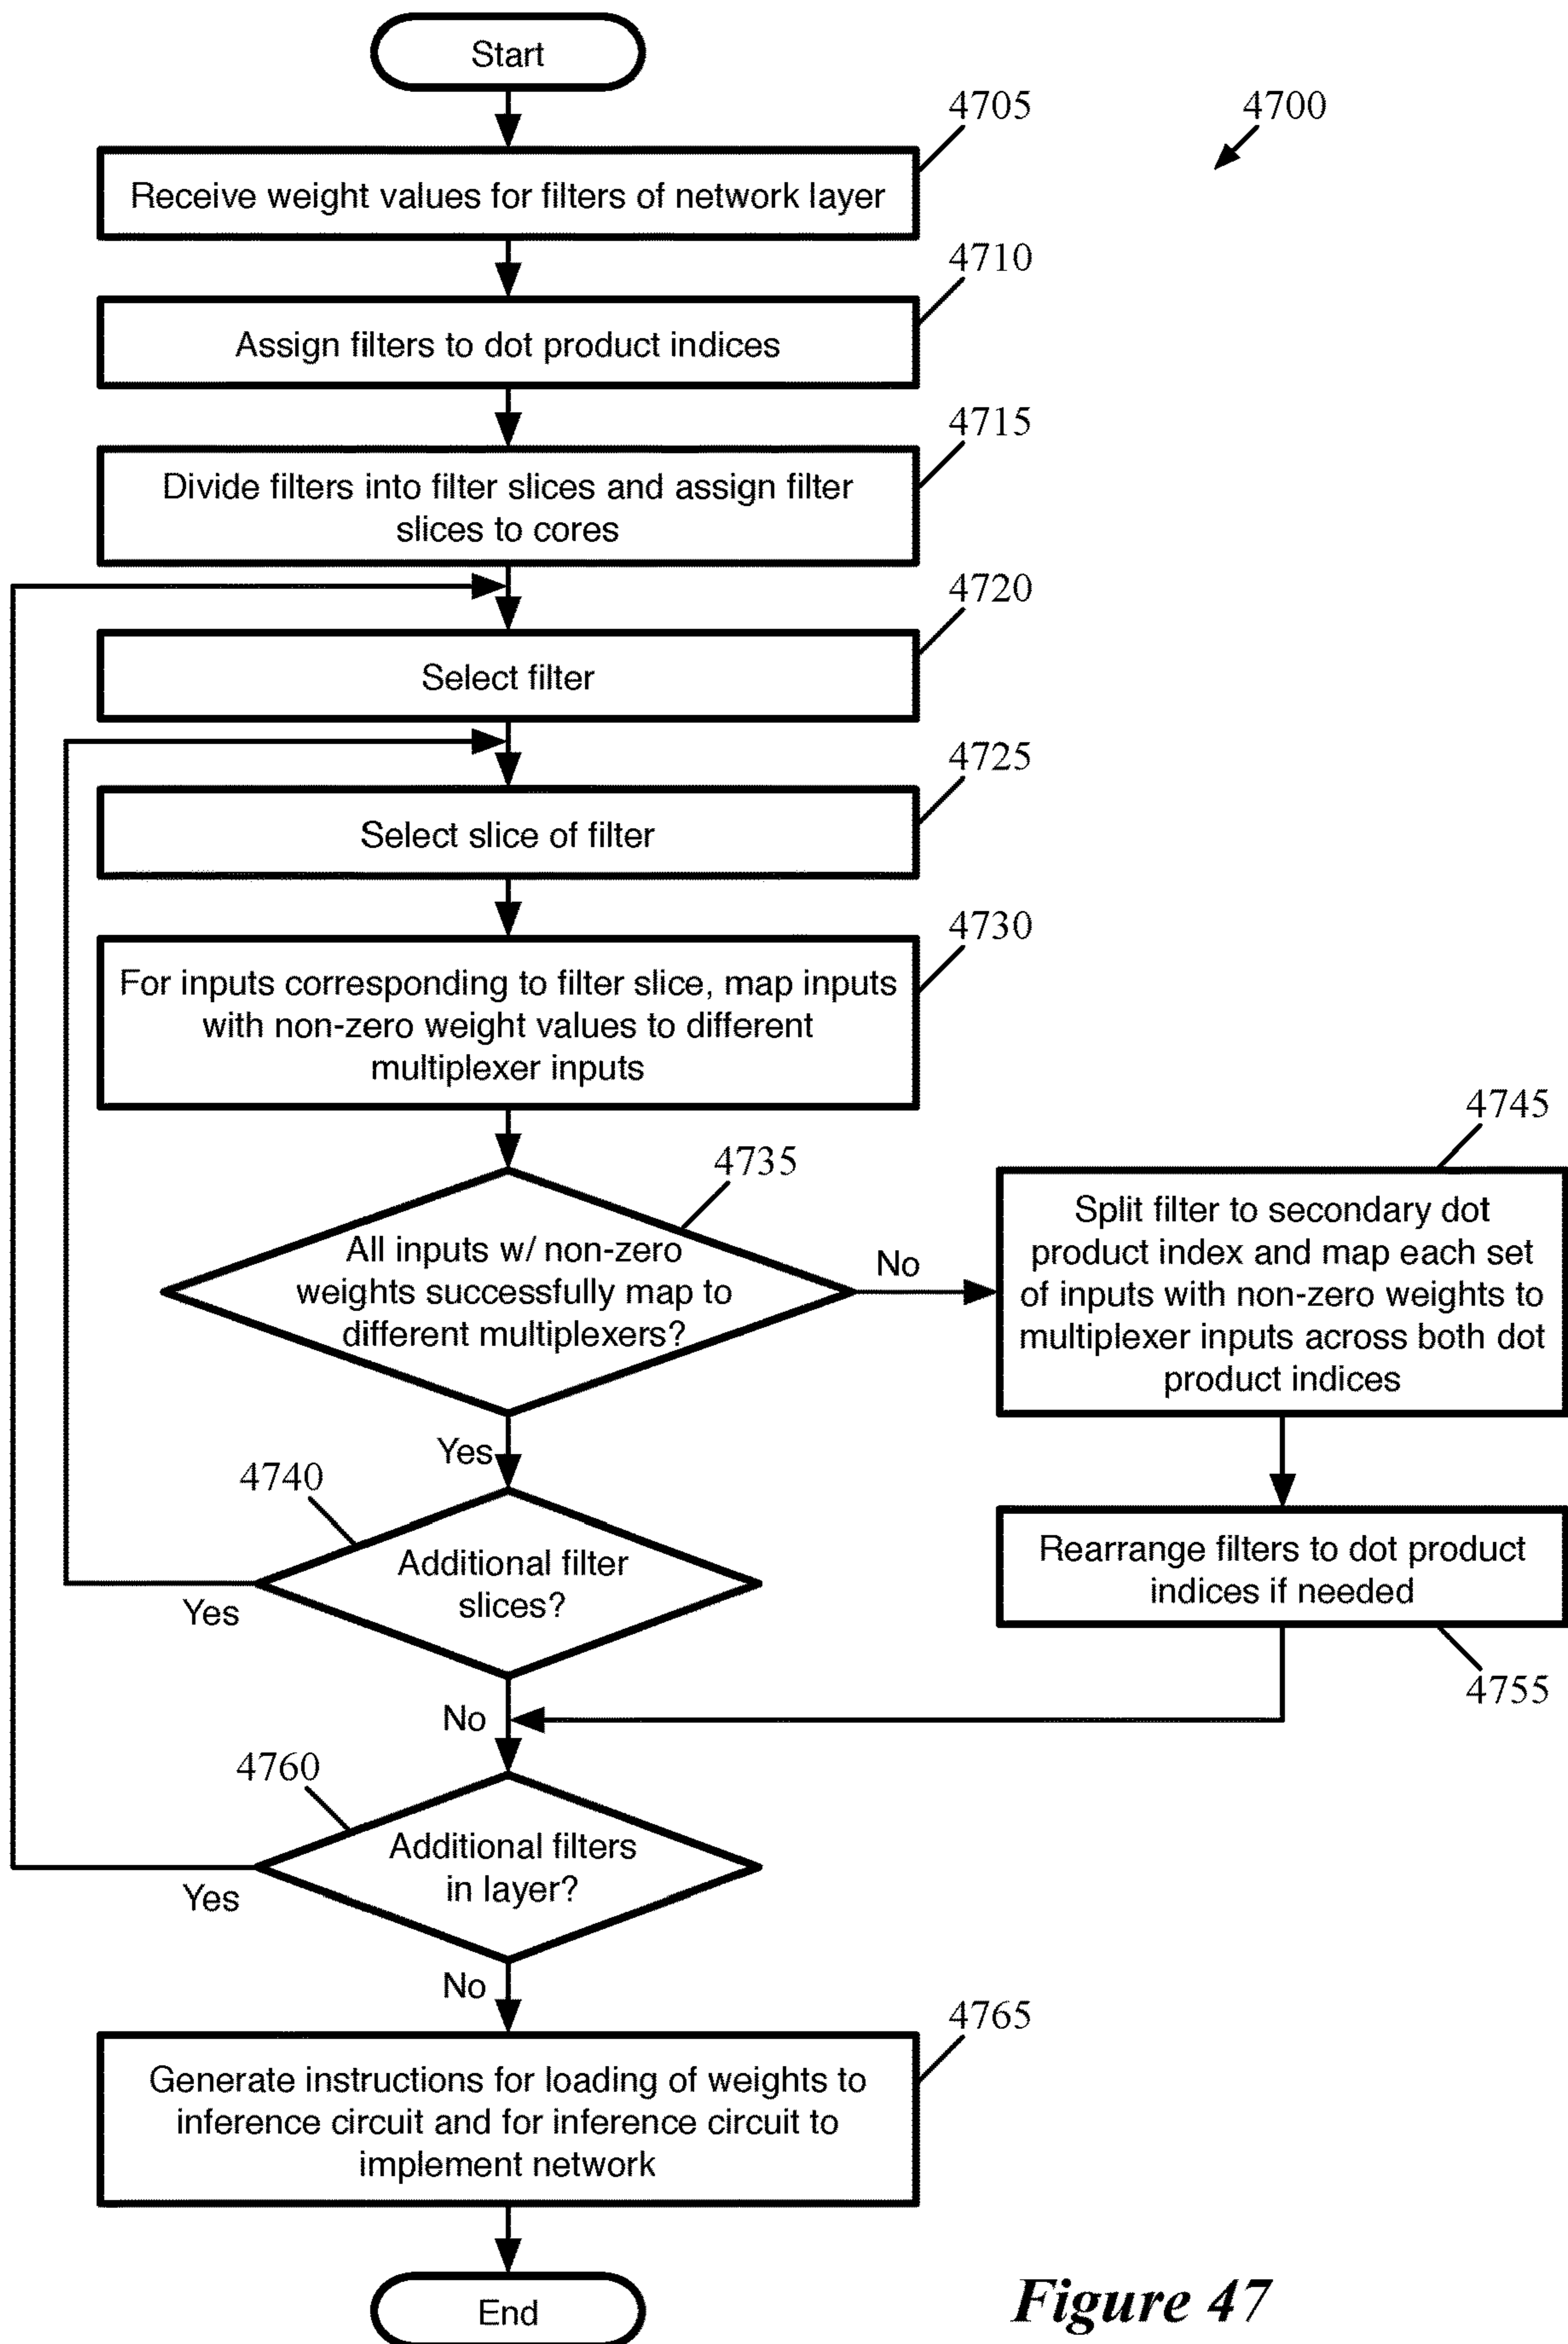 Start
4705
4700
Receive weight values for filters of network layer
4710
Assign filters to dot product indices
4715
Divide filters into filter slices and assign filter
slices to cores
4720
Select filter
4725
Select slice of filter
4730
For inputs corresponding to filter slice, map inputs
with non-zero weight values to different
multiplexer inputs
4735
All inputs w/ non-zero
weights successfully map to
different multiplexers?
No
4745
Split filter to secondary dot
product index and map each set
of inputs with non-zero weights to
multiplexer inputs across both dot
product indices
Yes
4740
Additional filter
slices?
Yes
Rearrange filters to dot product
indices if needed
4755
No
4760
Additional filters
in layer?
Yes
No
4765
Generate instructions for loading of weights to
inference circuit and for inference circuit to
implement network
End
Figure 47